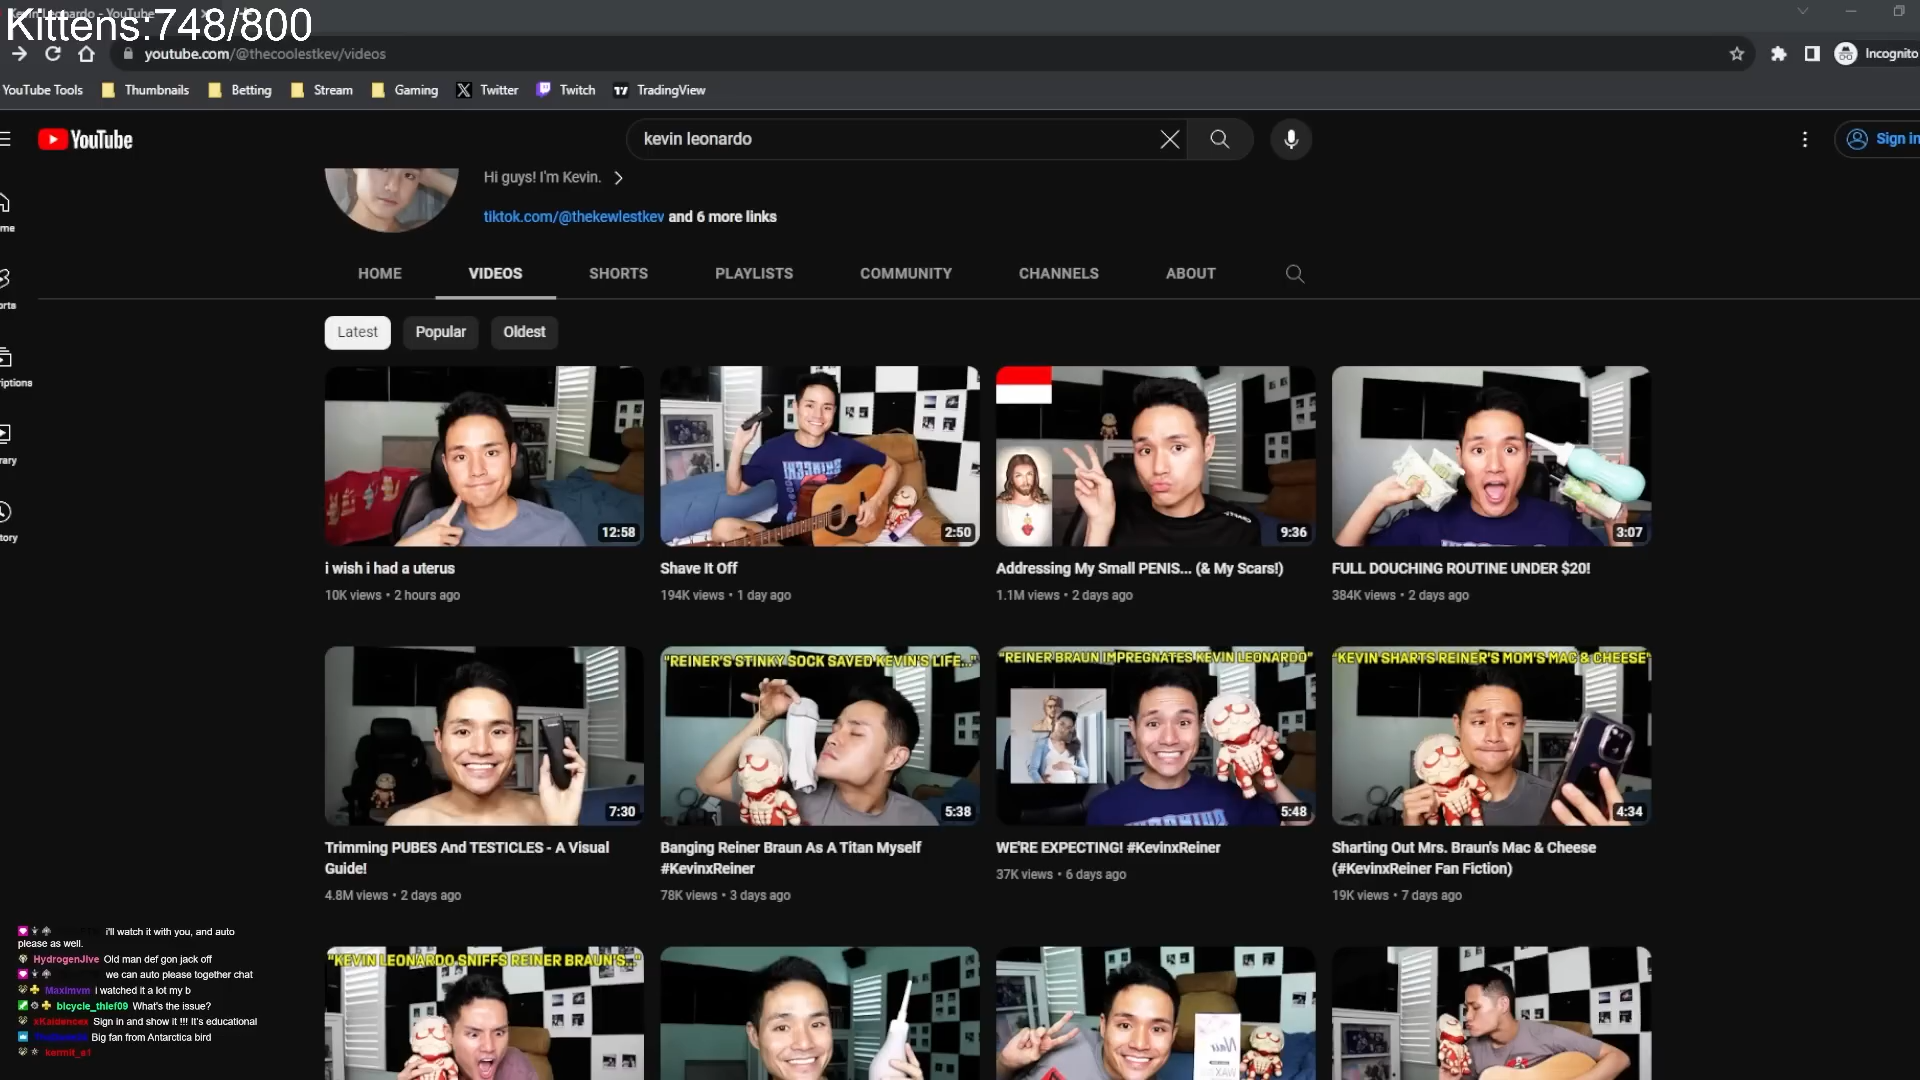 Kittens:748/800
youtube.com/@thecoolestkev/videos
Incognito
YouTube Tools
Thumbnails
Betting
Stream
Gaming
Twitter
Twitch
TradingView
YouTube
kevin leonardo
Sign in
Hi guys! I'm Kevin.
tiktok.com/@thekewlestkev and 6 more links
HOME
VIDEOS
SHORTS
PLAYLISTS
COMMUNITY
CHANNELS
ABOUT
Latest
Popular
Oldest
12:58
2:50
9:36
3:07
i wish i had a uterus
10K views • 2 hours ago
Shave It Off
194K views • 1 day ago
Addressing My Small PENIS... (& My Scars!)
1.1M views • 2 days ago
FULL DOUCHING ROUTINE UNDER $20!
384K views • 2 days ago
7:30
"REINER'S STINKY SOCK SAVED KEVIN'S LIFE..."
5:38
"REINER BRAUN IMPREGNATES KEVIN LEONARDO"
5:48
"KEVIN SHARTS REINER'S MOM'S MAC & CHEESE"
4:34
Trimming PUBES And TESTICLES - A Visual
Guide!
4.8M views • 2 days ago
Banging Reiner Braun As A Titan Myself
#KevinxReiner
78K views • 3 days ago
WE'RE EXPECTING! #KevinxReiner
37K views • 6 days ago
Sharting Out Mrs. Braun's Mac & Cheese
(#KevinxReiner Fan Fiction)
19K views • 7 days ago
"KEVIN LEONARDO SNIFFS REINER BRAUN'S..."
i'll watch it with you, and auto
please as well.
HydrogenJIve Old man def gon jack off
we can auto please together chat
Maximvm i watched it a lot my b
bicycle_thief09 What's the issue?
xKaidencex Sign in and show it !!! It's educational
Big fan from Antarctica bird
kermit_s1